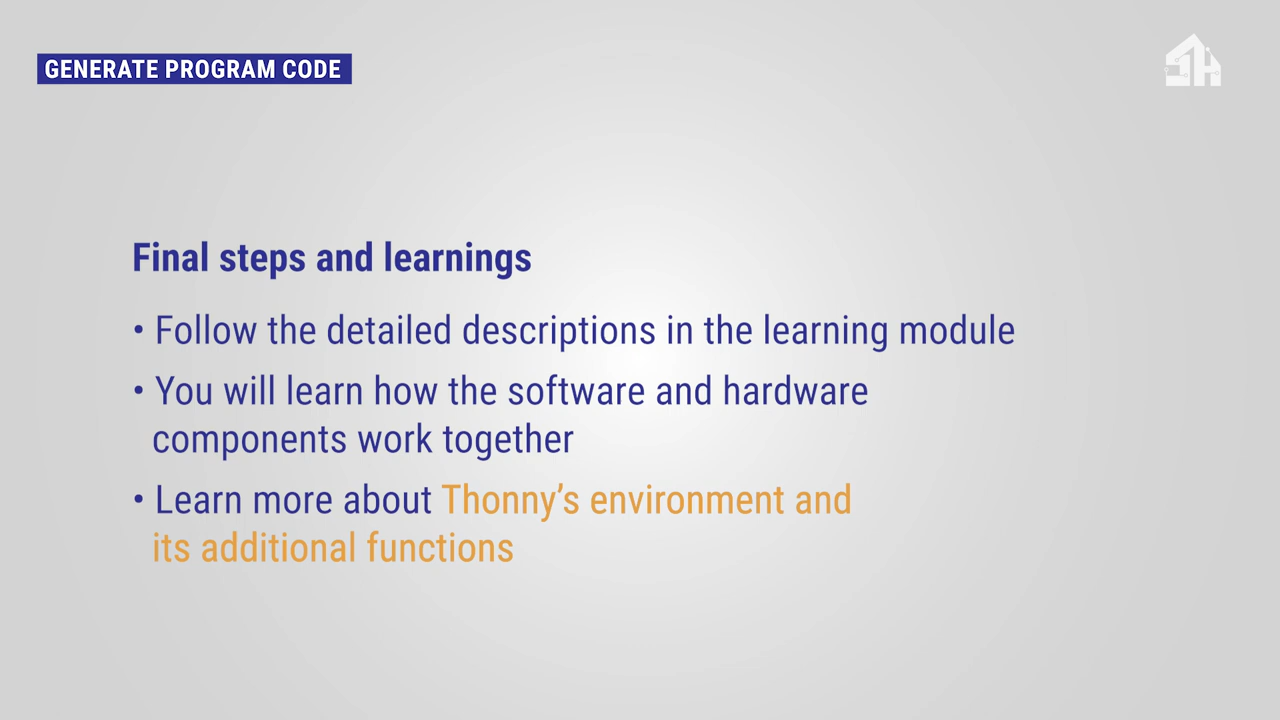 GENERATE PROGRAM CODE
SH
Final steps and learnings
• Follow the detailed descriptions in the learning module
• You will learn how the software and hardware
components work together
• Learn more about Thonny’s environment and
its additional functions